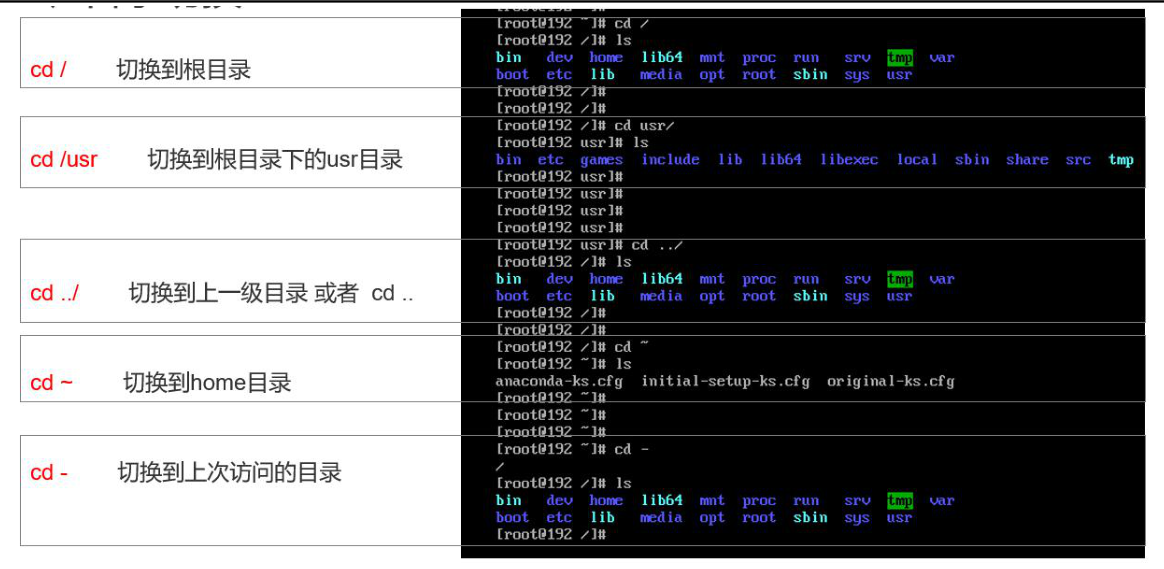 [root@192 ~]# cd /
[root@192 /]# ls
bin dev home lib64 mnt proc run srv tmp var
boot etc lib media opt root sbin sys usr
[root@192 /]#
[root@192 /]#
cd / 切换到根目录
[root@192 /]# cd usr/
[root@192 usr]# ls
bin etc games include lib lib64 libexec local sbin share src tmp
[root@192 usr]#
[root@192 usr]#
[root@192 usr]#
[root@192 usr]#
cd /usr 切换到根目录下的usr目录
[root@192 usr]# cd ../
[root@192 /]# ls
bin dev home lib64 mnt proc run srv tmp var
boot etc lib media opt root sbin sys usr
[root@192 /]#
[root@192 /]#
cd ../ 切换到上一级目录 或者 cd ..
[root@192 /]# cd ~
[root@192 ~]# ls
anaconda-ks.cfg initial-setup-ks.cfg original-ks.cfg
[root@192 ~]#
[root@192 ~]#
[root@192 ~]#
cd ~ 切换到home目录
[root@192 ~]# cd -
/
[root@192 /]# ls
bin dev home lib64 mnt proc run srv tmp var
boot etc lib media opt root sbin sys usr
[root@192 /]#
cd - 切换到上次访问的目录